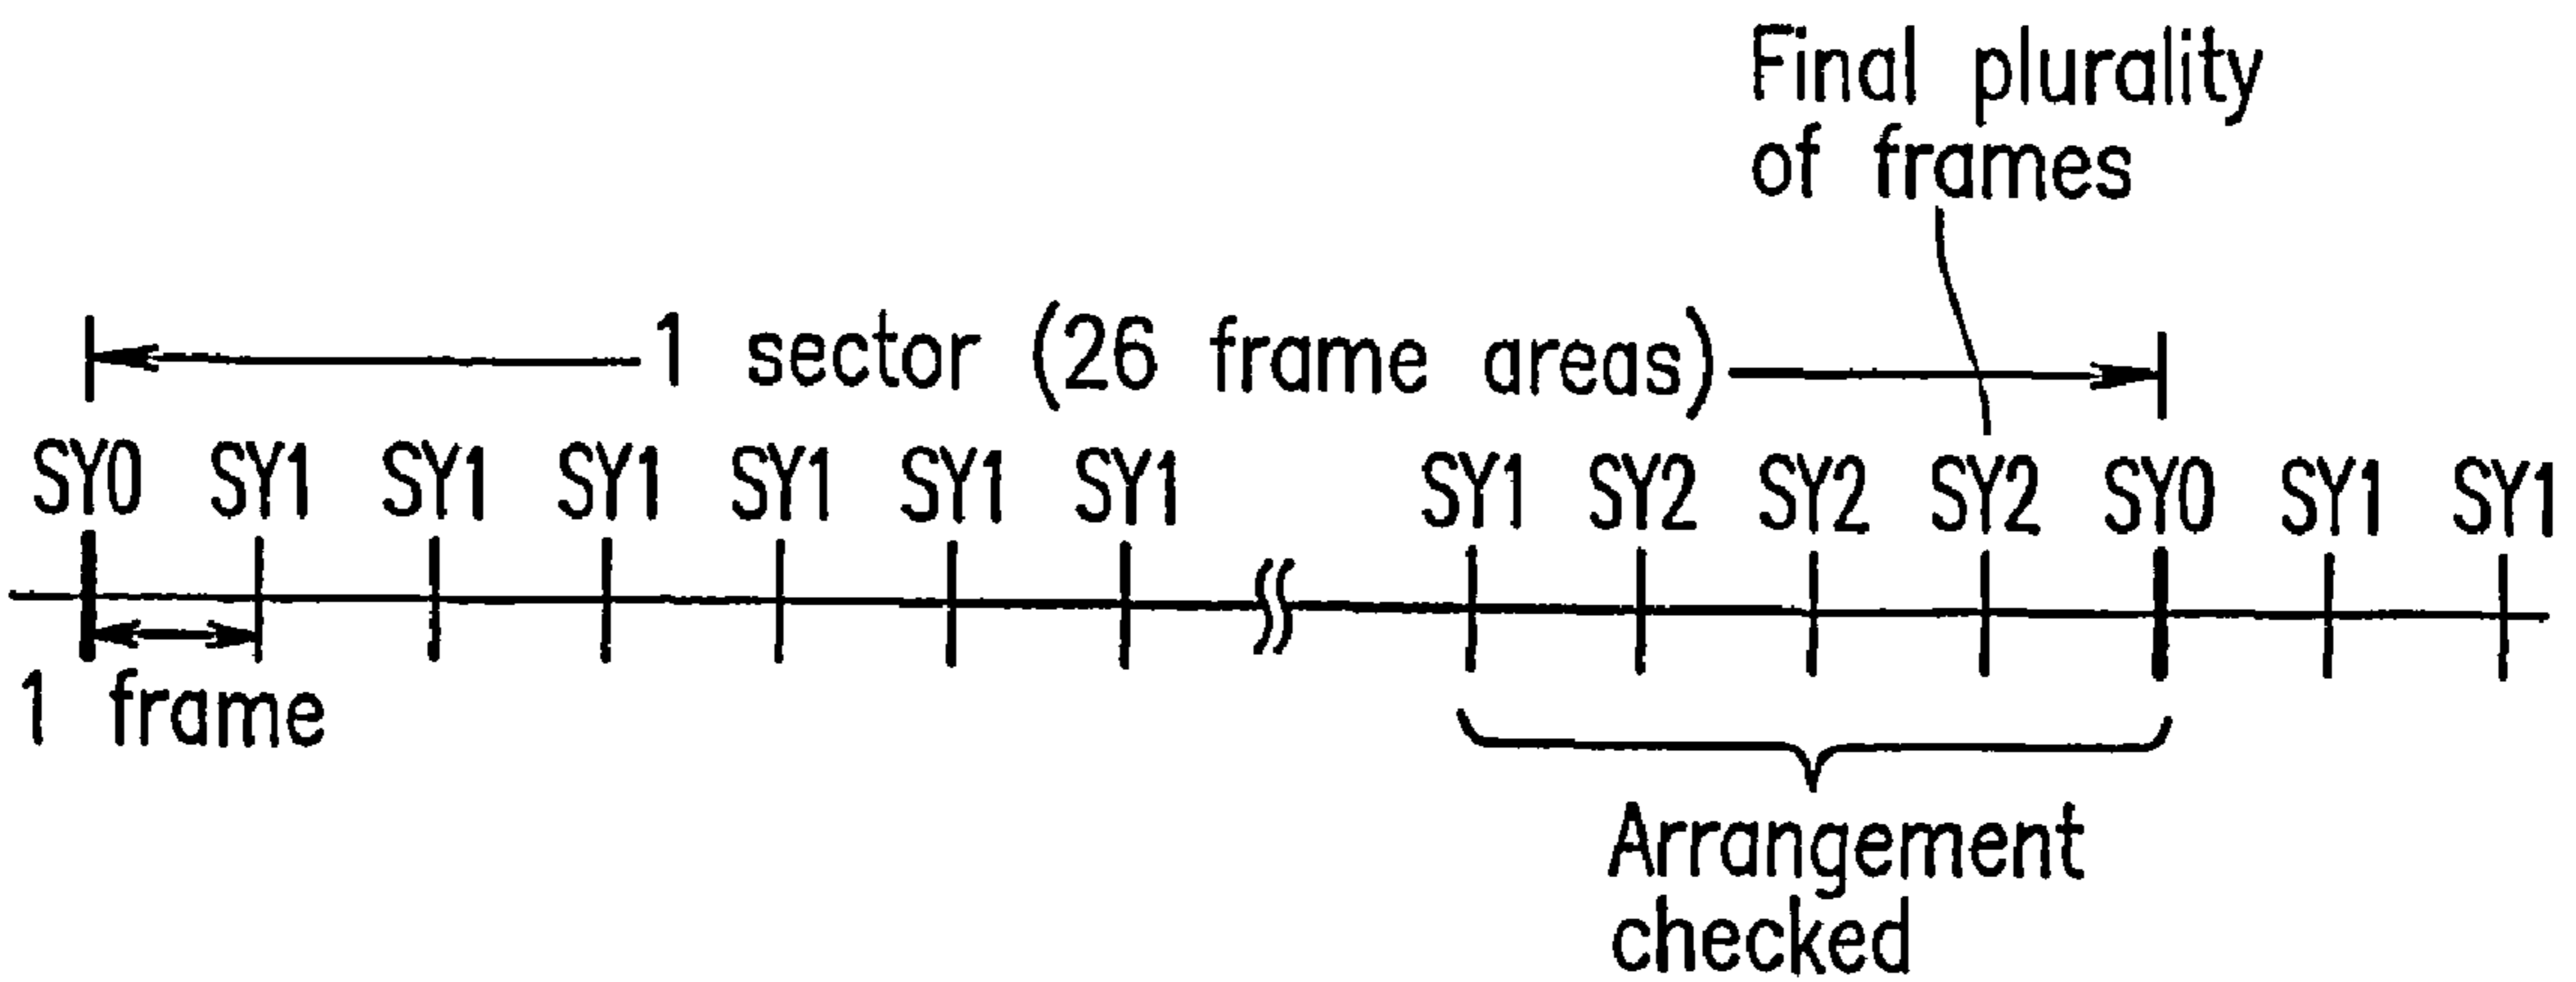 Final plurality
of frames
1 sector (26 frame areas)
SY0 SY1 SY1 SY1 SY1 SY1 SY1 SY1 SY2 SY2 SY2 SY0 SY1 SY1
1 frame
Arrangement
checked